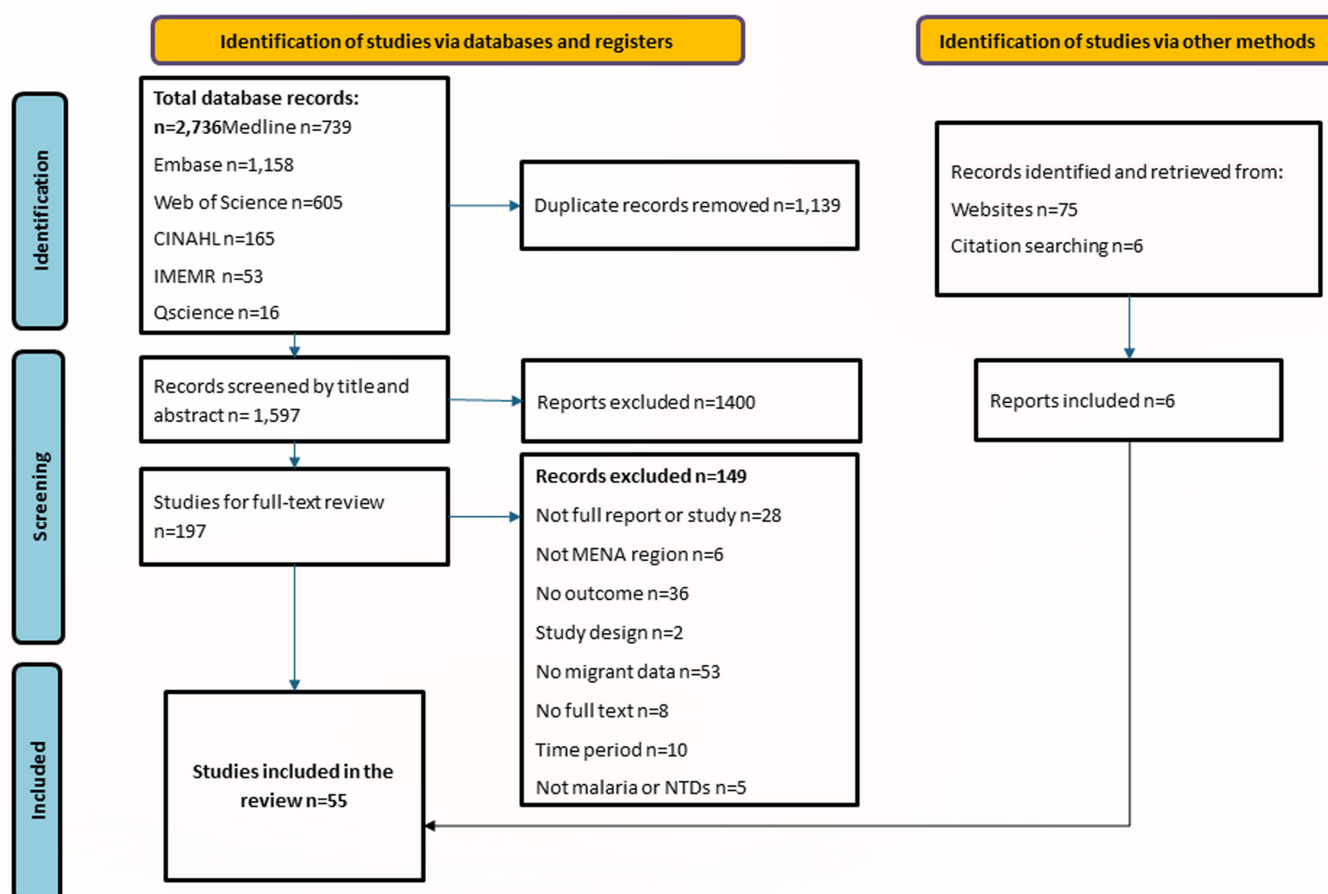 Identification of studies via databases and registers
Identification of studies via other methods
Identification
Total database records:
n=2,736Medline n=739
Embase n=1,158
Web of Science n=605
CINAHL n=165
IMEMR n=53
Qscience n=16
Duplicate records removed n=1,139
Records identified and retrieved from:
Websites n=75
Citation searching n=6
Screening
Records screened by title and
abstract n= 1,597
Reports excluded n=1400
Reports included n=6
Studies for full-text review
n=197
Records excluded n=149
Not full report or study n=28
Not MENA region n=6
No outcome n=36
Study design n=2
No migrant data n=53
No full text n=8
Time period n=10
Not malaria or NTDs n=5
Included
Studies included in the
review n=55